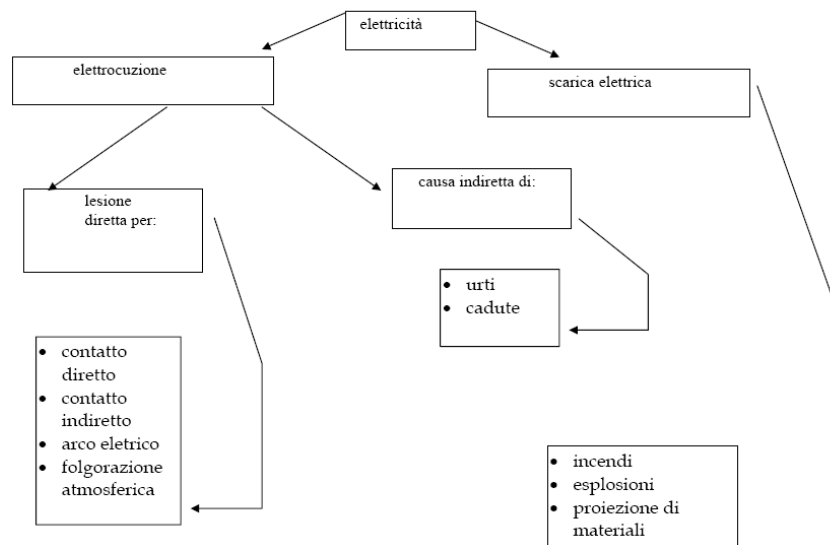 elettricità
elettrocuzione
scarica elettrica
lesione
diretta per:
causa indiretta di:
• urti
• cadute
• contatto
diretto
• contatto
indiretto
• arco eletrico
• folgorazione
atmosferica
• incendi
• esplosioni
• proiezione di
materiali